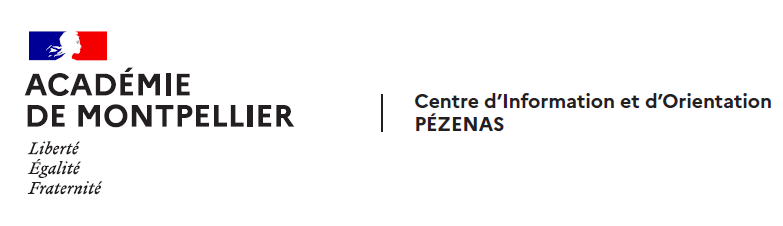 ACADÉMIE
DE MONTPELLIER
Liberté
Égalité
Fraternité
Centre d'Information et d'Orientation
PÉZENAS